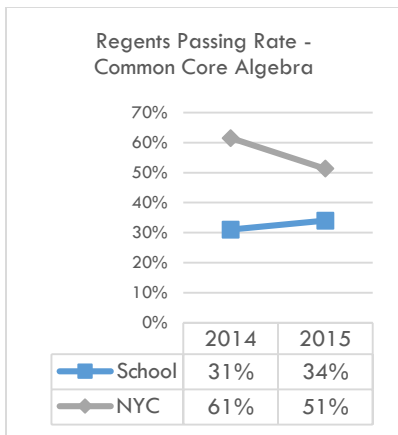 Regents Passing Rate -
Common Core Algebra
70%
60%
50%
40%
30%
20%
10%
0%
2014 2015
School 31% 34%
NYC 61% 51%